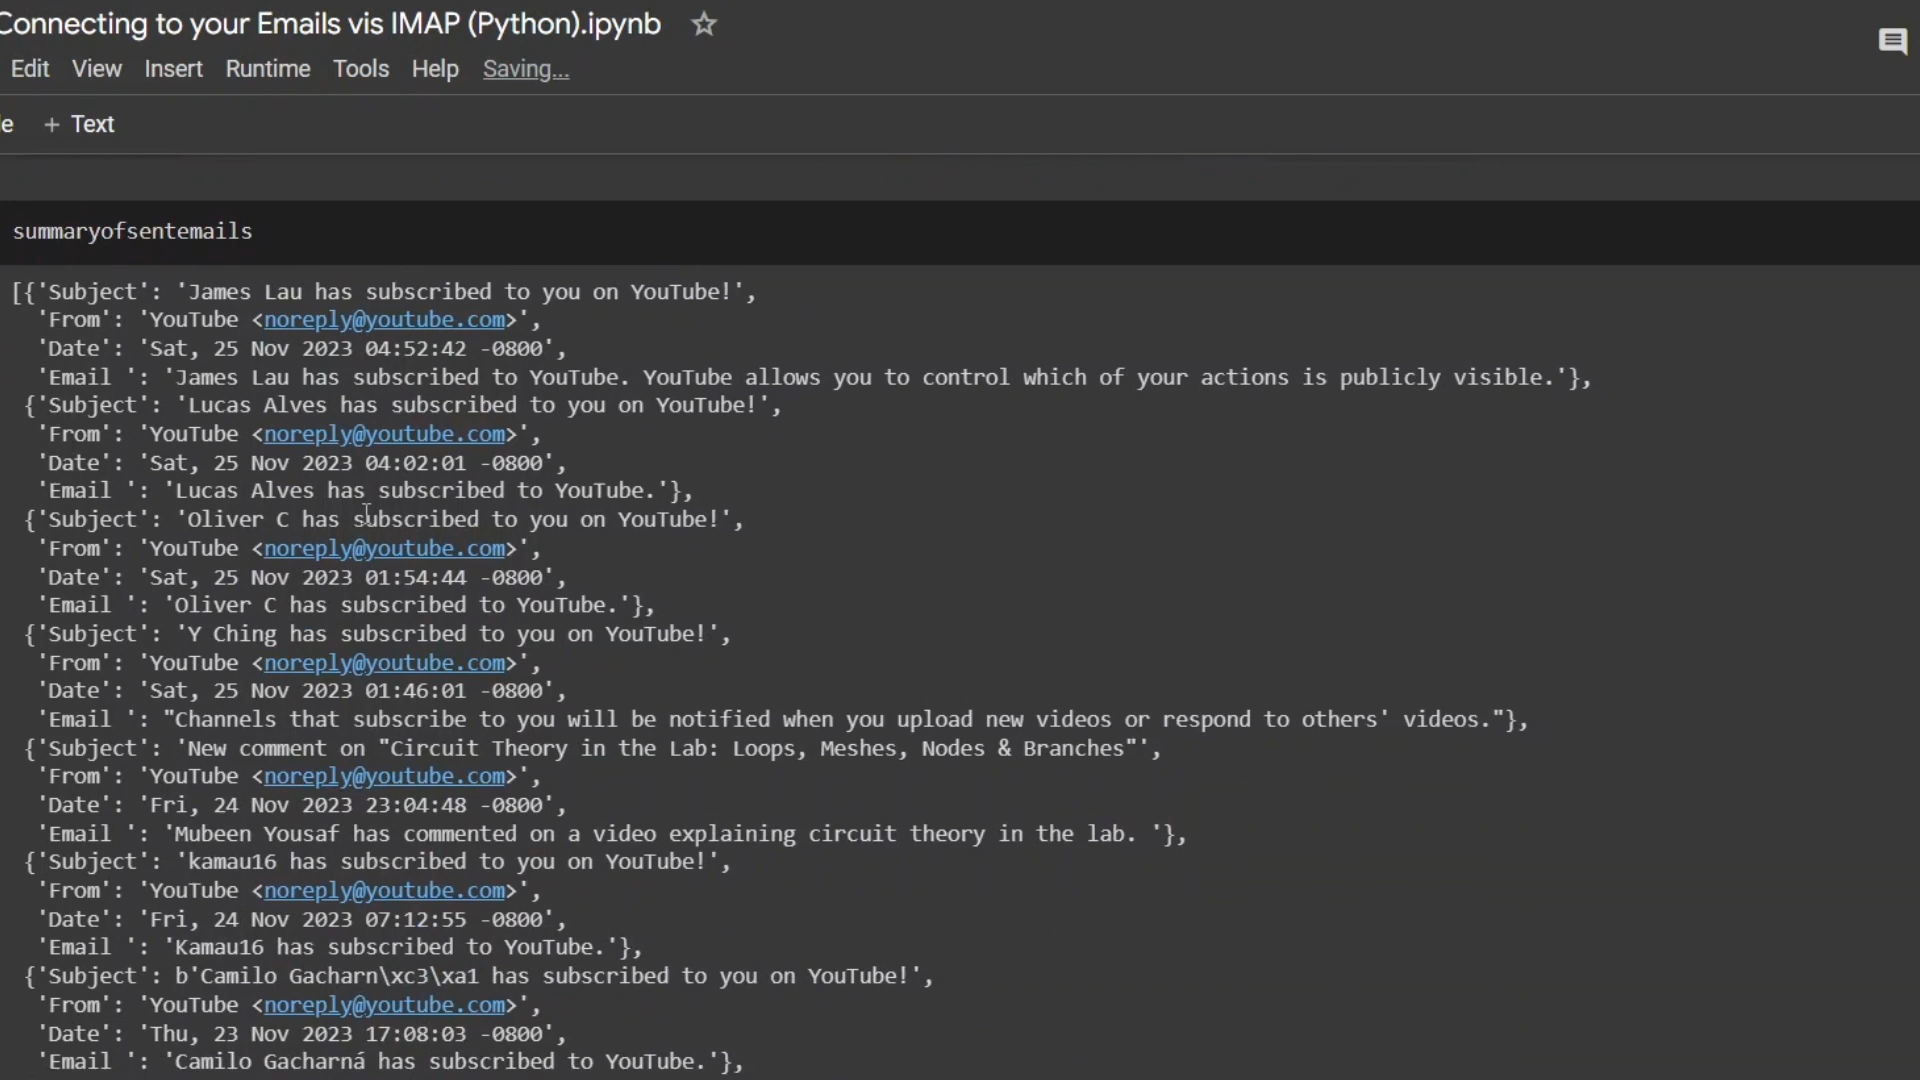 Connecting to your Emails vis IMAP (Python).ipynb
Edit View Insert Runtime Tools Help Saving...
+ Text
summaryofsentemails
[{'Subject': 'James Lau has subscribed to you on YouTube!',
'From': 'YouTube <noreply@youtube.com>',
'Date': 'Sat, 25 Nov 2023 04:52:42 -0800',
'Email ': 'James Lau has subscribed to YouTube. YouTube allows you to control which of your actions is publicly visible.'},
{'Subject': 'Lucas Alves has subscribed to you on YouTube!',
'From': 'YouTube <noreply@youtube.com>',
'Date': 'Sat, 25 Nov 2023 04:02:01 -0800',
'Email ': 'Lucas Alves has subscribed to YouTube.'},
{'Subject': 'Oliver C has subscribed to you on YouTube!',
'From': 'YouTube <noreply@youtube.com>',
'Date': 'Sat, 25 Nov 2023 01:54:44 -0800',
'Email ': 'Oliver C has subscribed to YouTube.'},
{'Subject': 'Y Ching has subscribed to you on YouTube!',
'From': 'YouTube <noreply@youtube.com>',
'Date': 'Sat, 25 Nov 2023 01:46:01 -0800',
'Email ': "Channels that subscribe to you will be notified when you upload new videos or respond to others' videos."},
{'Subject': 'New comment on "Circuit Theory in the Lab: Loops, Meshes, Nodes & Branches"',
'From': 'YouTube <noreply@youtube.com>',
'Date': 'Fri, 24 Nov 2023 23:04:48 -0800',
'Email ': 'Mubeen Yousaf has commented on a video explaining circuit theory in the lab. '},
{'Subject': 'kamau16 has subscribed to you on YouTube!',
'From': 'YouTube <noreply@youtube.com>',
'Date': 'Fri, 24 Nov 2023 07:12:55 -0800',
'Email ': 'Kamau16 has subscribed to YouTube.'},
{'Subject': b'Camilo Gacharn\xc3\xa1 has subscribed to you on YouTube!',
'From': 'YouTube <noreply@youtube.com>',
'Date': 'Thu, 23 Nov 2023 17:08:03 -0800',
'Email ': 'Camilo Gacharná has subscribed to YouTube.'},